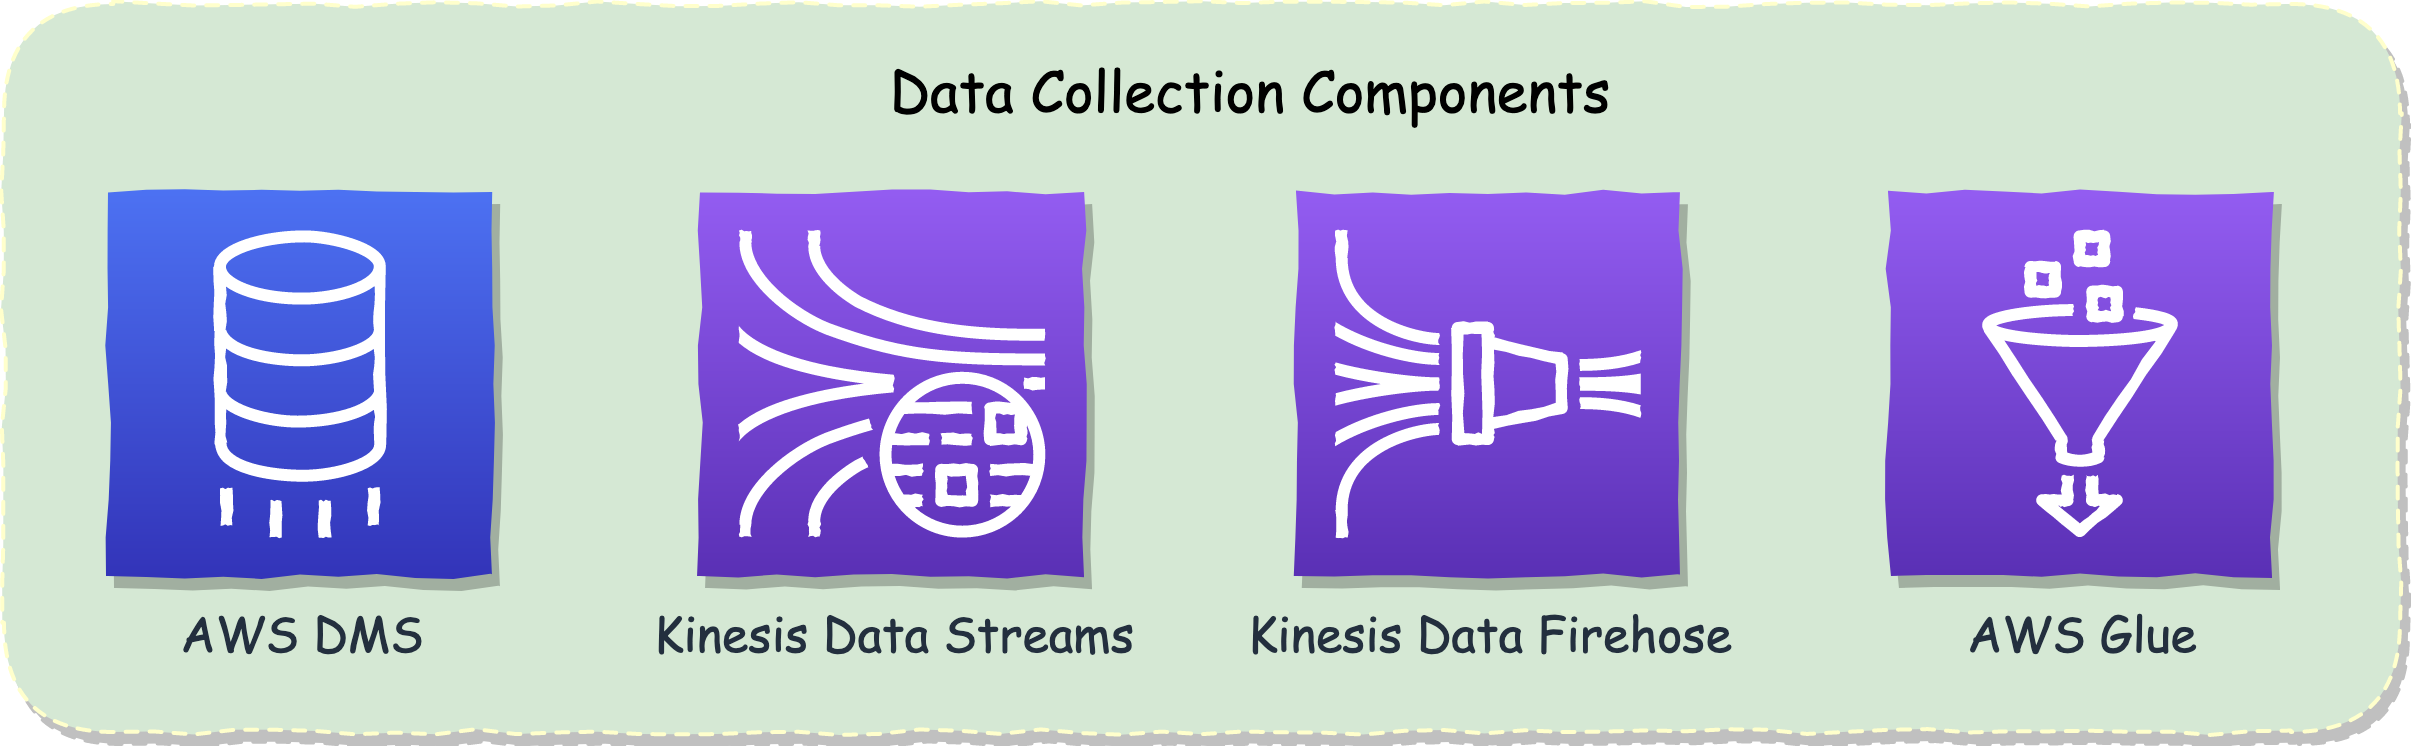 Data Collection Components
AWS DMS
Kinesis Data Streams
Kinesis Data Firehose
AWS Glue